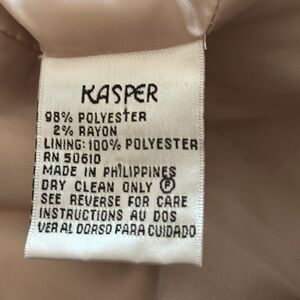 KASPER
98% POLYESTER
2% RAYON
LINING: 100% POLYESTER
RN 50610
MADE IN PHILIPPINES
DRY CLEAN ONLY Ⓟ
SEE REVERSE FOR CARE
INSTRUCTIONS AU DOS
VER AL DORSO PARA CUIDADO